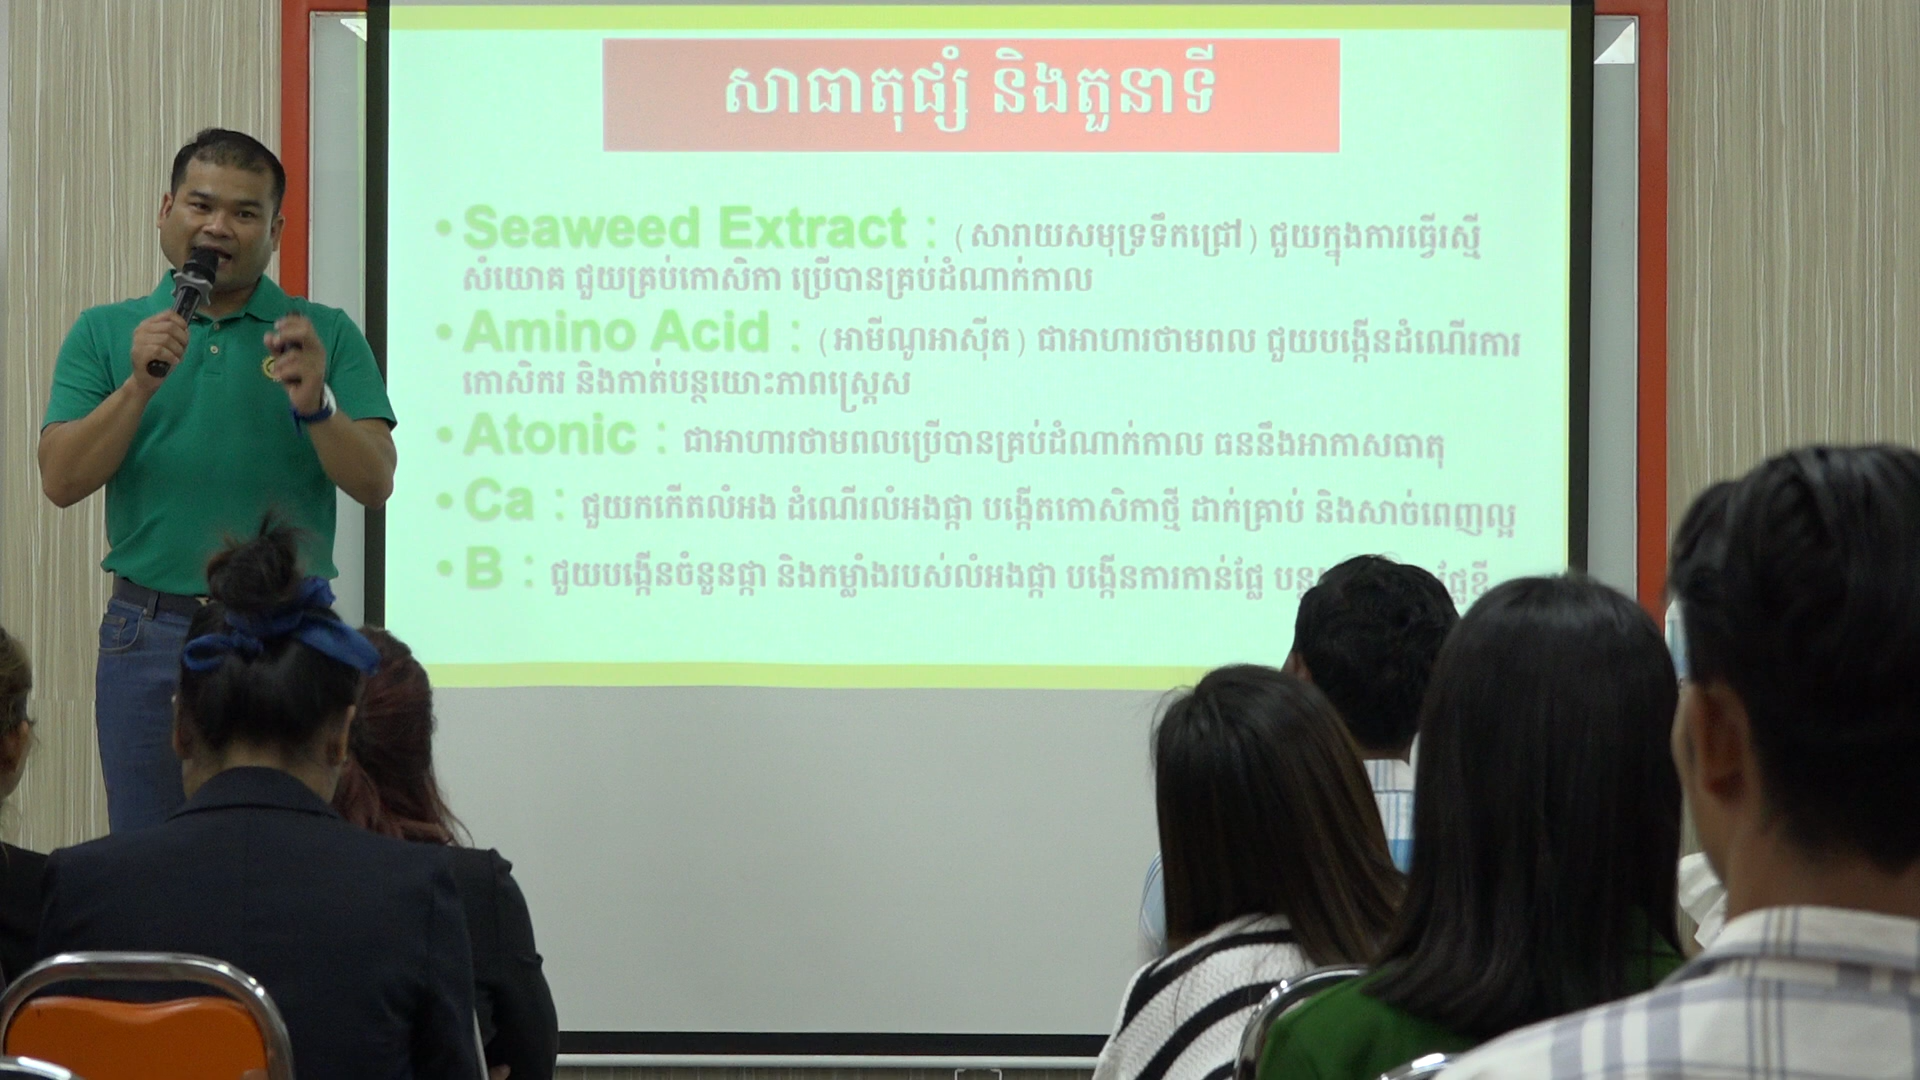 សាធាតុផ្សំ និងតួនាទី
• Seaweed Extract : (សារាយសមុទ្រទឹកជ្រៅ) ជួយក្នុងការធ្វើរស្មី
សំយោគ ជួយគ្រប់កោសិកា ប្រើបានគ្រប់ដំណាក់កាល
• Amino Acid : (អាមីណូអាស៊ីត) ជាអាហារថាមពល ជួយបង្កើនដំណើរការ
កោសិករ និងកាត់បន្ថយោះភាពស្ត្រេស
• Atonic : ជាអាហារថាមពលប្រើបានគ្រប់ដំណាក់កាល ធននឹងអាកាសធាតុ
• Ca : ជួយកកើតលំអង ដំណើរលំអងផ្កា បង្កើតកោសិកាថ្មី ដាក់គ្រាប់ និងសាច់ពេញល្អ
• B : ជួយបង្កើនចំនួនផ្កា និងកម្លាំងរបស់លំអងផ្កា បង្កើនការកាន់ផ្លែ